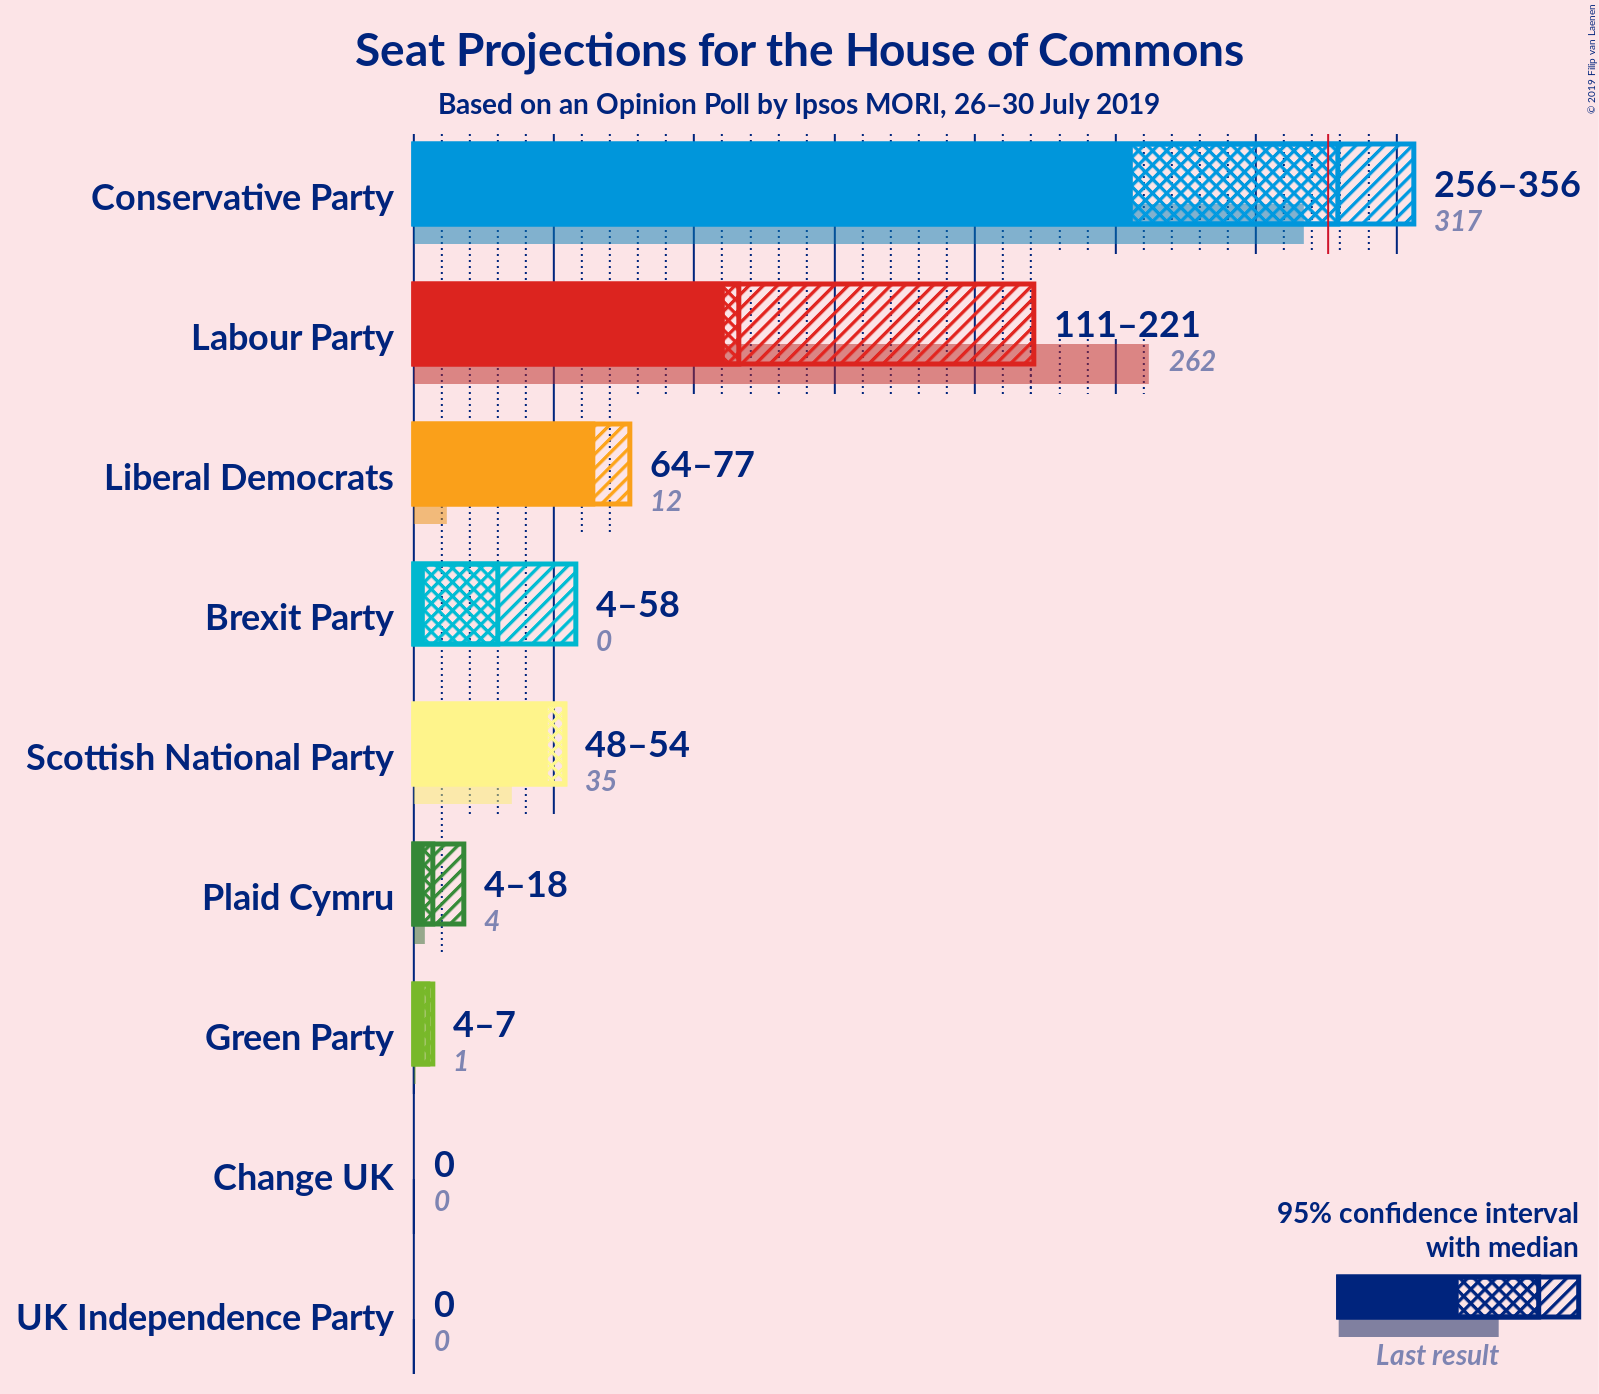 Seat Projections for the House of Commons
Based on an Opinion Poll by Ipsos MORI, 26–30 July 2019
© 2019 Filip van Laenen
Conservative Party
256–356
317
Labour Party
111–221
262
Liberal Democrats
64–77
12
Brexit Party
4–58
0
Scottish National Party
48–54
35
Plaid Cymru
4–18
4
Green Party
4–7
1
Change UK
0
0
UK Independence Party
0
0
95% confidence interval
with median
Last result